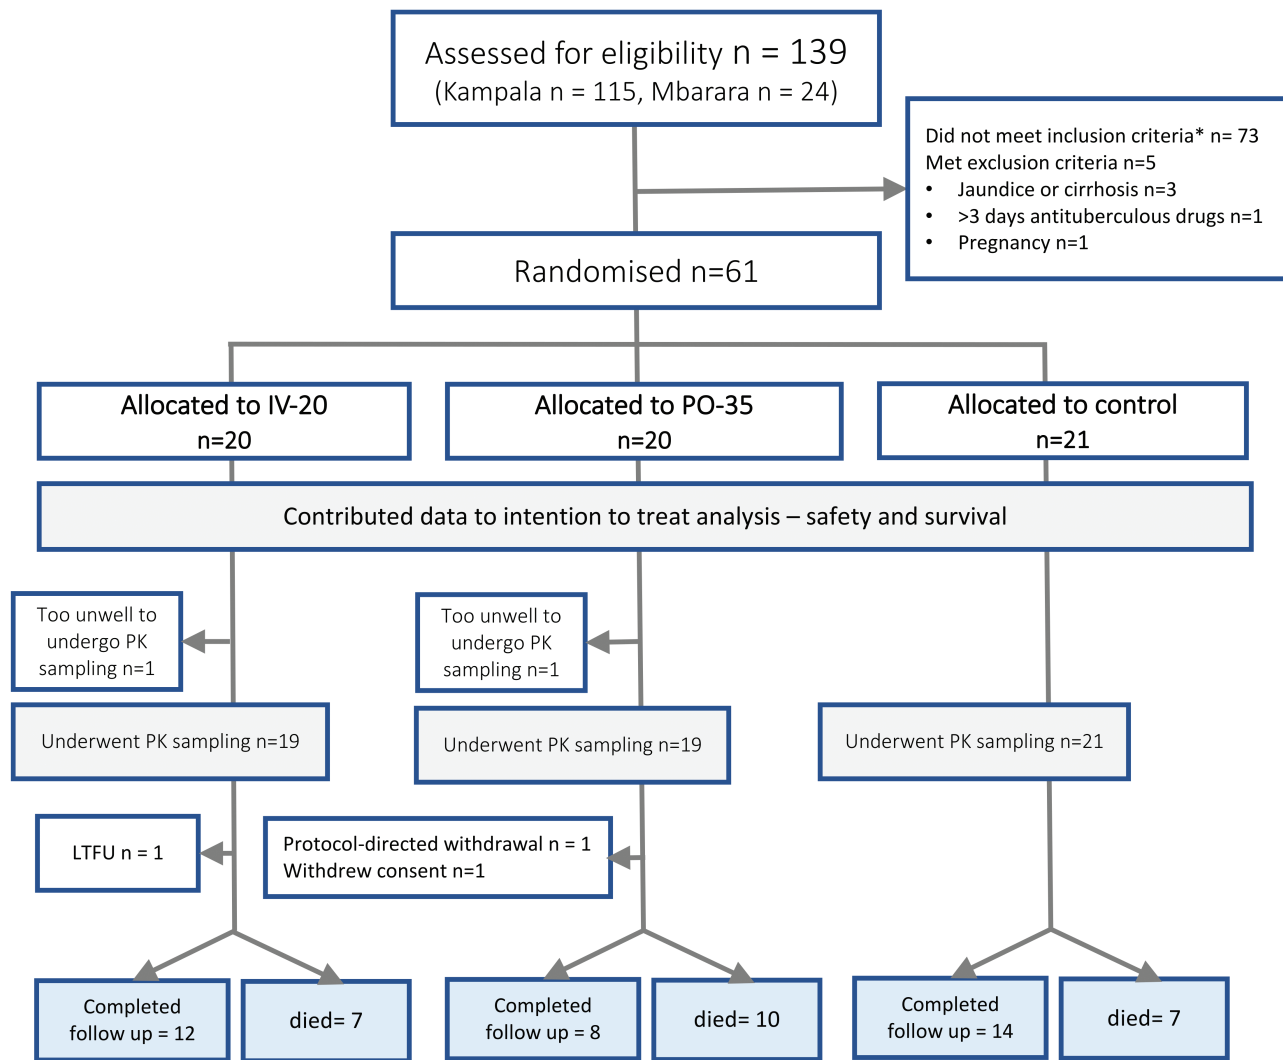 Assessed for eligibility n = 139
(Kampala n = 115, Mbarara n = 24)
Did not meet inclusion criteria* n= 73
Met exclusion criteria n=5
• Jaundice or cirrhosis n=3
• >3 days antituberculous drugs n=1
• Pregnancy n=1
Randomised n=61
Allocated to IV-20
n=20
Allocated to PO-35
n=20
Allocated to control
n=21
Contributed data to intention to treat analysis – safety and survival
Too unwell to
undergo PK
sampling n=1
Too unwell to
undergo PK
sampling n=1
Underwent PK sampling n=19
Underwent PK sampling n=19
Underwent PK sampling n=21
LTFU n = 1
Protocol-directed withdrawal n = 1
Withdrew consent n=1
Completed
follow up = 12
died= 7
Completed
follow up = 8
died= 10
Completed
follow up = 14
died= 7